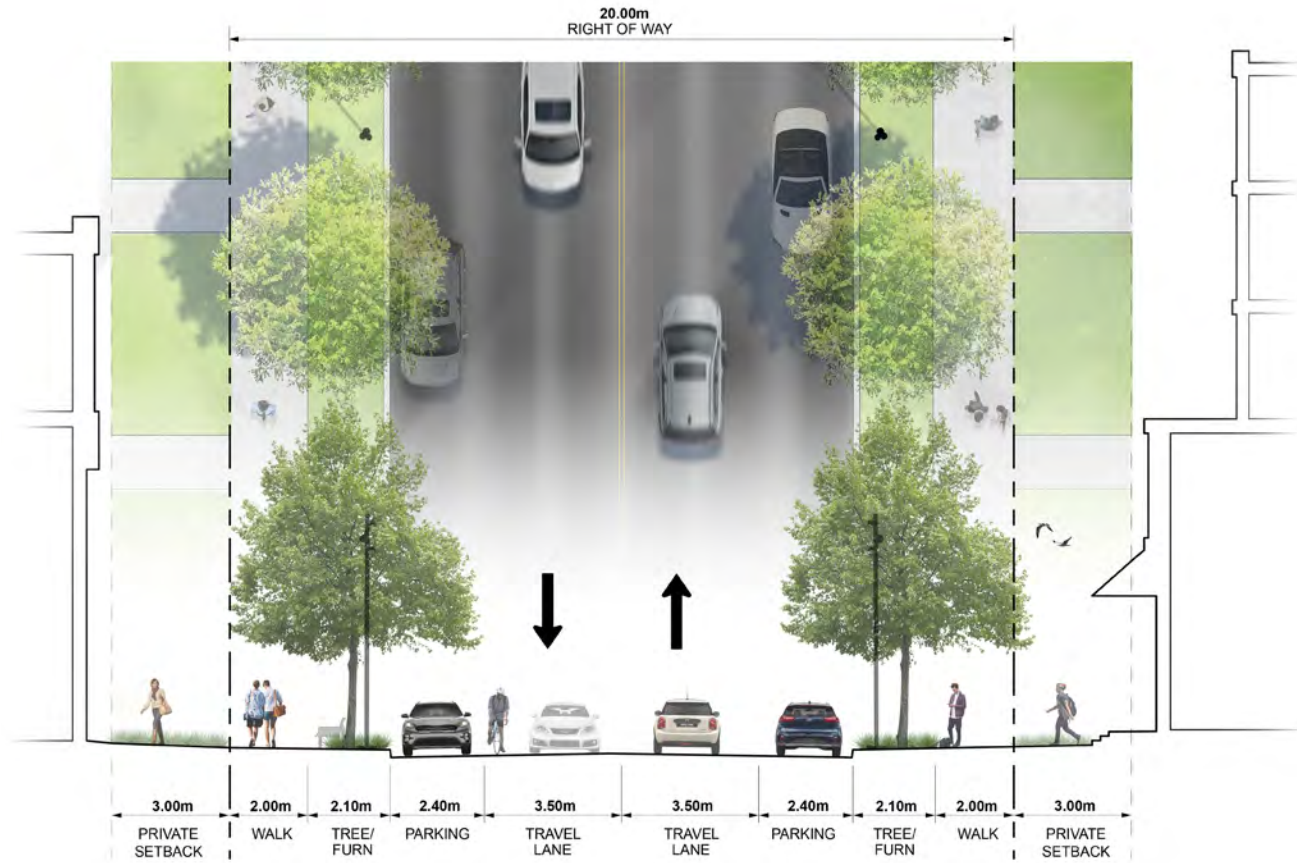 20.00m
RIGHT OF WAY
3.00m
2.00m
2.10m
2.40m
3.50m
3.50m
2.40m
2.10m
2.00m
3.00m
PRIVATE
SETBACK
WALK
TREE/
FURN
PARKING
TRAVEL
LANE
TRAVEL
LANE
PARKING
TREE/
FURN
WALK
PRIVATE
SETBACK